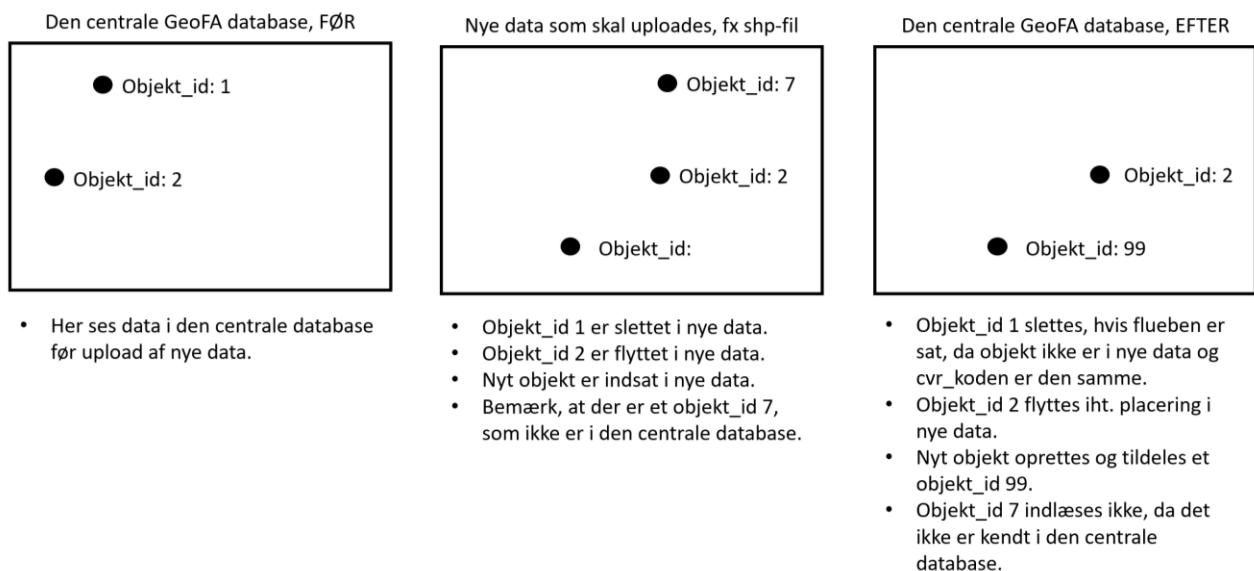 Den centrale GeoFA database, FØR
Objekt_id: 1
Objekt_id: 2
• Her ses data i den centrale database
før upload af nye data.
Nye data som skal uploades, fx shp-fil
Objekt_id: 7
Objekt_id: 2
Objekt_id:
• Objekt_id 1 er slettet i nye data.
• Objekt_id 2 er flyttet i nye data.
• Nyt objekt er indsat i nye data.
• Bemærk, at der er et objekt_id 7,
som ikke er i den centrale database.
Den centrale GeoFA database, EFTER
Objekt_id: 2
Objekt_id: 99
• Objekt_id 1 slettes, hvis flueben er
sat, da objekt ikke er i nye data og
cvr_koden er den samme.
• Objekt_id 2 flyttes iht. placering i
nye data.
• Nyt objekt oprettes og tildeles et
objekt_id 99.
• Objekt_id 7 indlæses ikke, da det
ikke er kendt i den centrale
database.